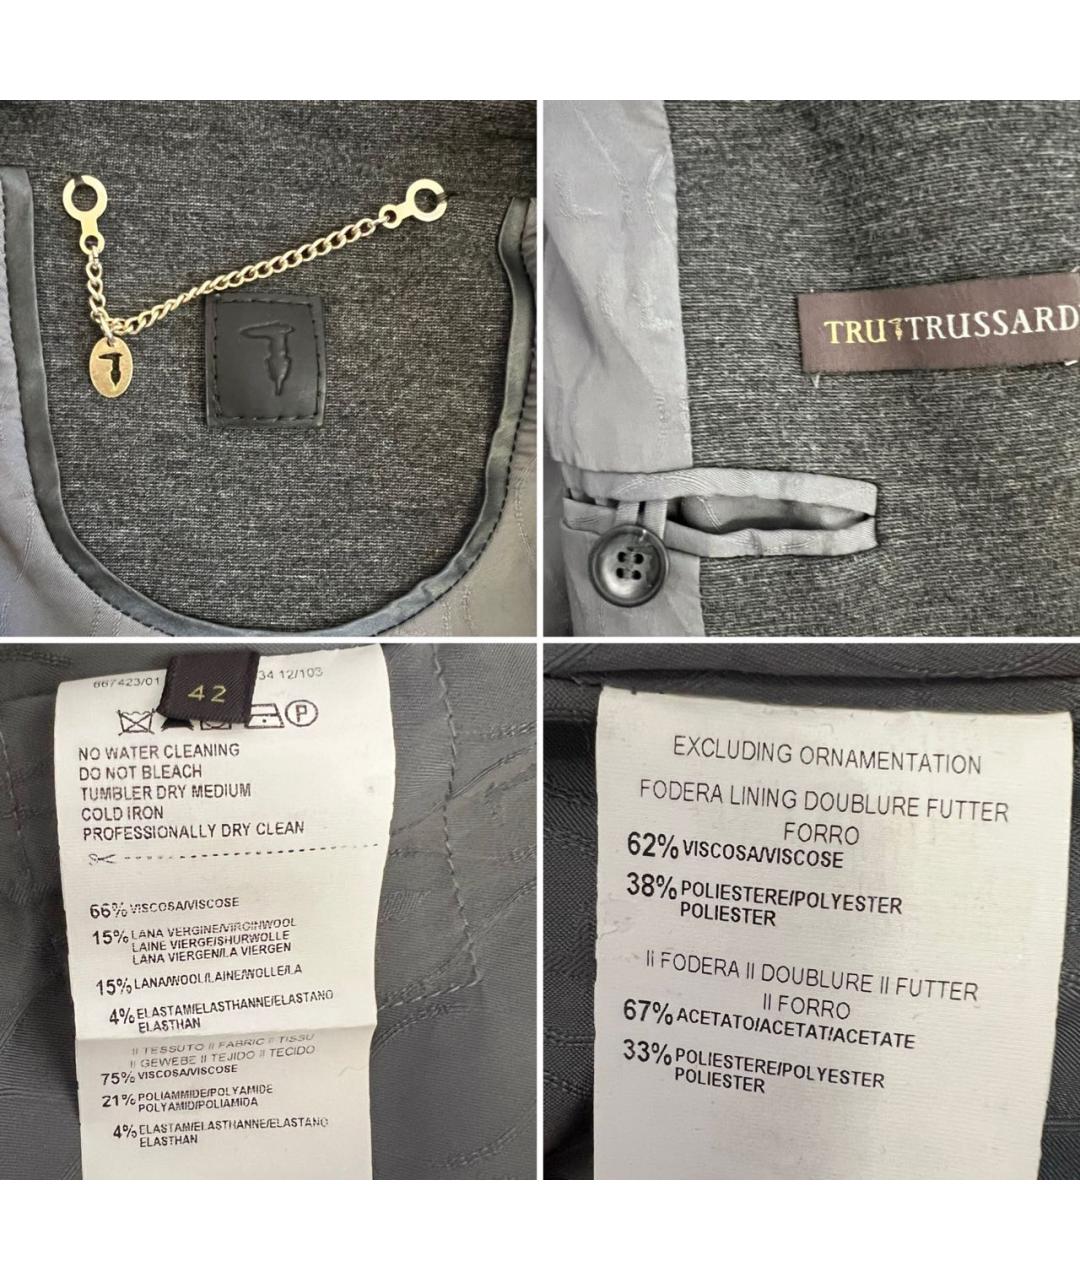 TRU TRUSSARD
667423/01
42
34 12/103
P
NO WATER CLEANING
DO NOT BLEACH
TUMBLER DRY MEDIUM
COLD IRON
PROFESSIONALLY DRY CLEAN
66% VISCOSA/VISCOSE
15% LANA VERGINE/VIRGINWOOL
LAINE VIERGE/SHURWOLLE
LANA VIERGEN/LA VIERGEN
15% LANA/WOOL/LAINE/WOLLE/LA
4% ELASTAM/ELASTHANNE/ELASTANO
ELASTHAN
II TESSUTO II FABRIC II TISSU
II GEWEBE II TEJIDO II TECIDO
75% VISCOSA/VISCOSE
21% POLIAMMIDE/POLYAMIDE
POLYAMID/POLIAMIDA
4% ELASTAM/ELASTHANNE/ELASTANO
ELASTHAN
EXCLUDING ORNAMENTATION
FODERA LINING DOUBLURE FUTTER
FORRO
62% VISCOSA/VISCOSE
38% POLIESTERE/POLYESTER
POLIESTER
II FODERA II DOUBLURE II FUTTER
II FORRO
67% ACETATO/ACETAT/ACETATE
33% POLIESTERE/POLYESTER
POLIESTER